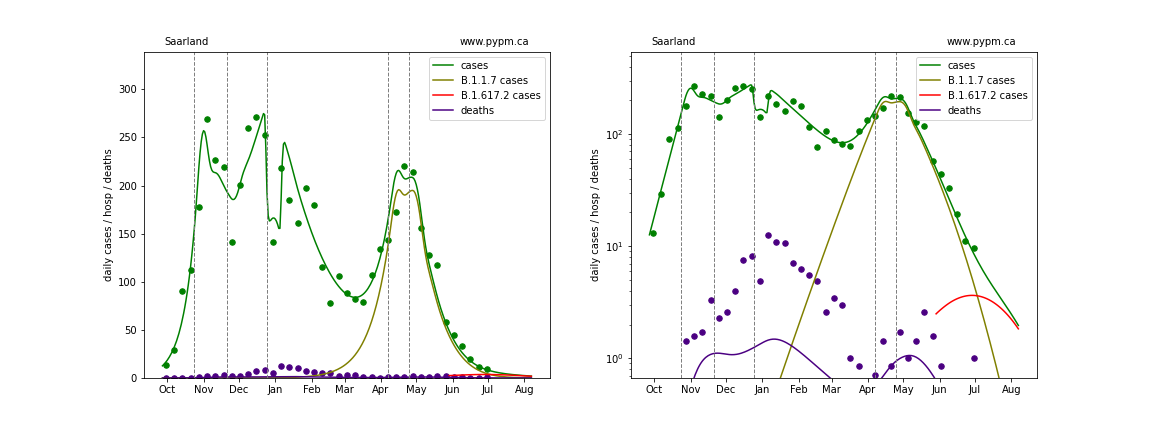 Saarland www.pypm.ca
cases
B.1.1.7 cases
B.1.617.2 cases
deaths
daily cases / hosp / deaths
300
250
200
150
100
50
0
Oct Nov Dec Jan Feb Mar Apr May Jun Jul Aug
Saarland www.pypm.ca
cases
B.1.1.7 cases
B.1.617.2 cases
deaths
daily cases / hosp / deaths
10²
10¹
10⁰
Oct Nov Dec Jan Feb Mar Apr May Jun Jul Aug